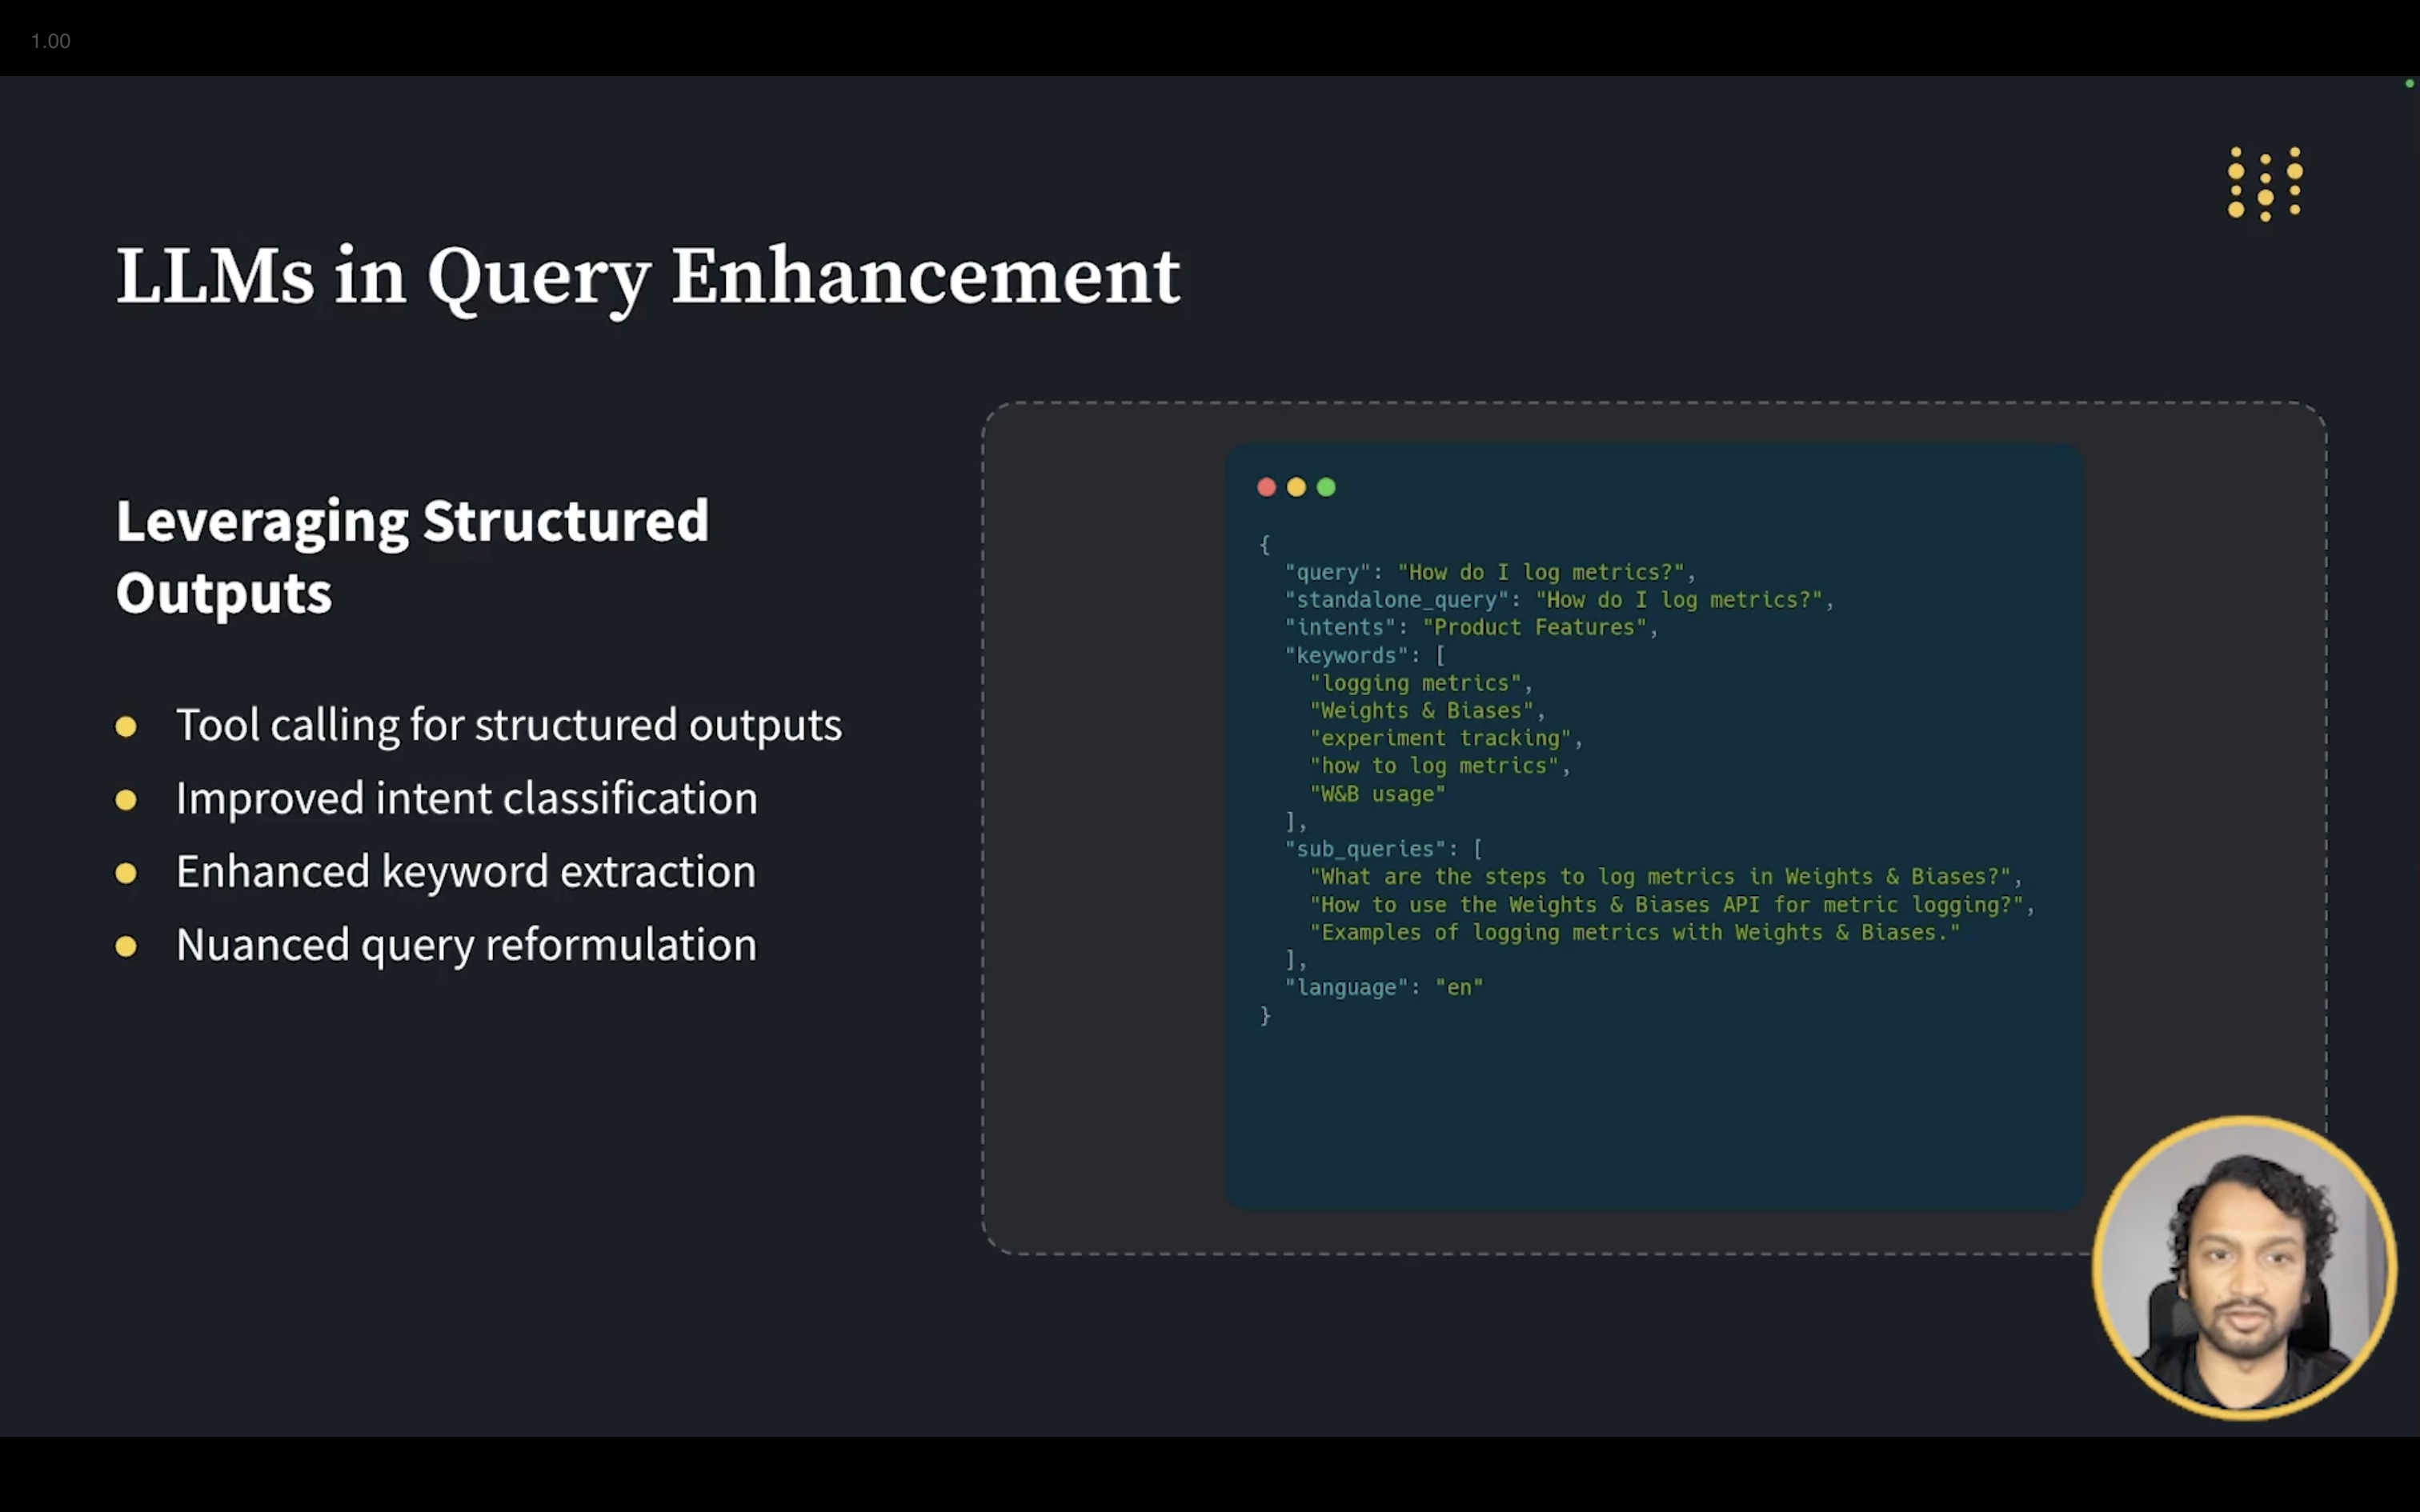 1.00
LLMs in Query Enhancement
Leveraging Structured
Outputs
Tool calling for structured outputs
Improved intent classification
Enhanced keyword extraction
Nuanced query reformulation
{
"query": "How do I log metrics?",
"standalone_query": "How do I log metrics?",
"intents": "Product Features",
"keywords": [
"logging metrics",
"Weights & Biases",
"experiment tracking",
"how to log metrics",
"W&B usage"
],
"sub_queries": [
"What are the steps to log metrics in Weights & Biases?",
"How to use the Weights & Biases API for metric logging?",
"Examples of logging metrics with Weights & Biases."
],
"language": "en"
}